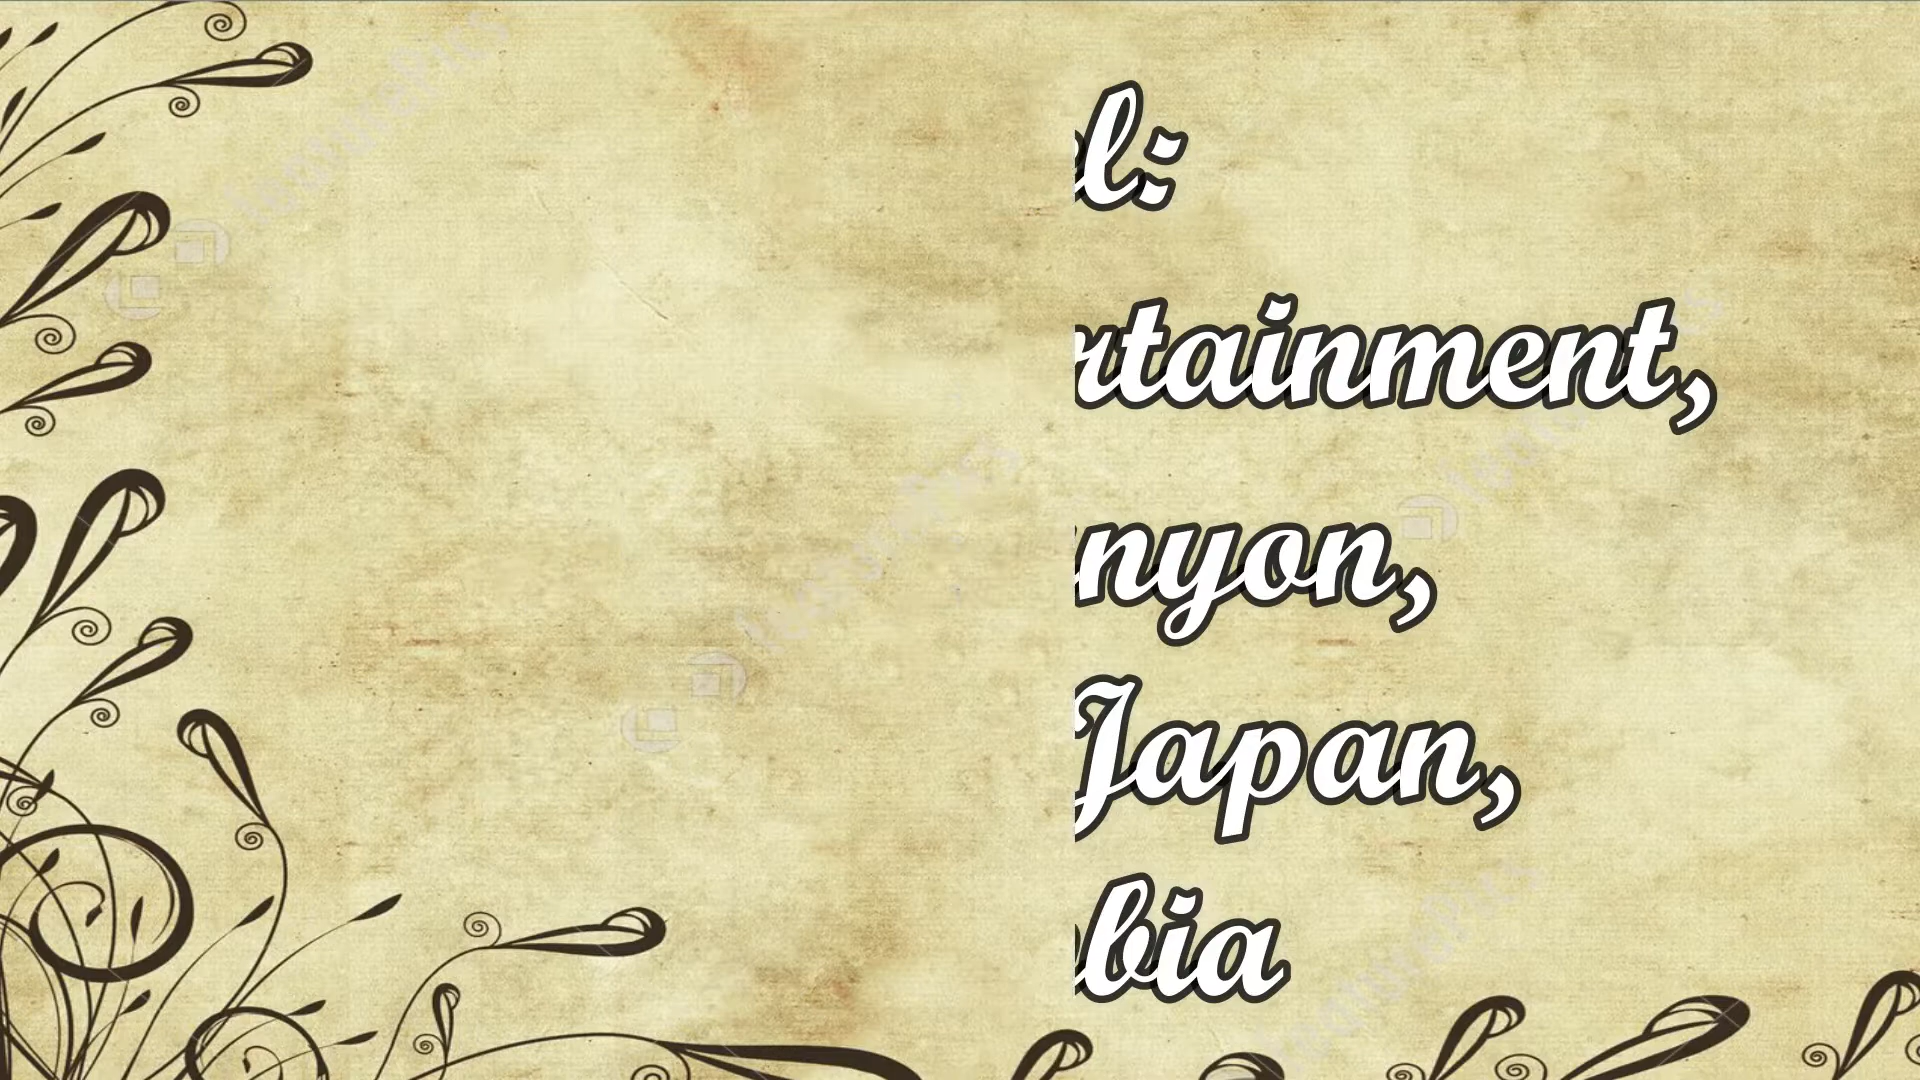 l:
rtainment,
nyon,
Japan,
bia